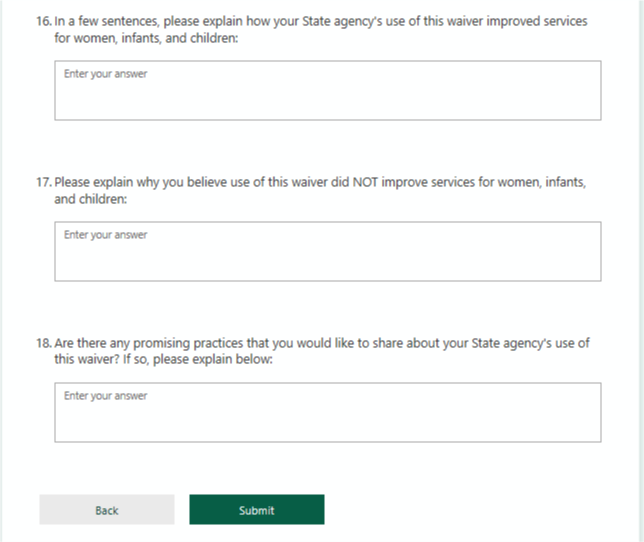 16. In a few sentences, please explain how your State agency's use of this waiver improved services
for women, infants, and children:
Enter your answer
17. Please explain why you believe use of this waiver did NOT improve services for women, infants,
and children:
Enter your answer
18. Are there any promising practices that you would like to share about your State agency's use of
this waiver? If so, please explain below:
Enter your answer
Back Submit